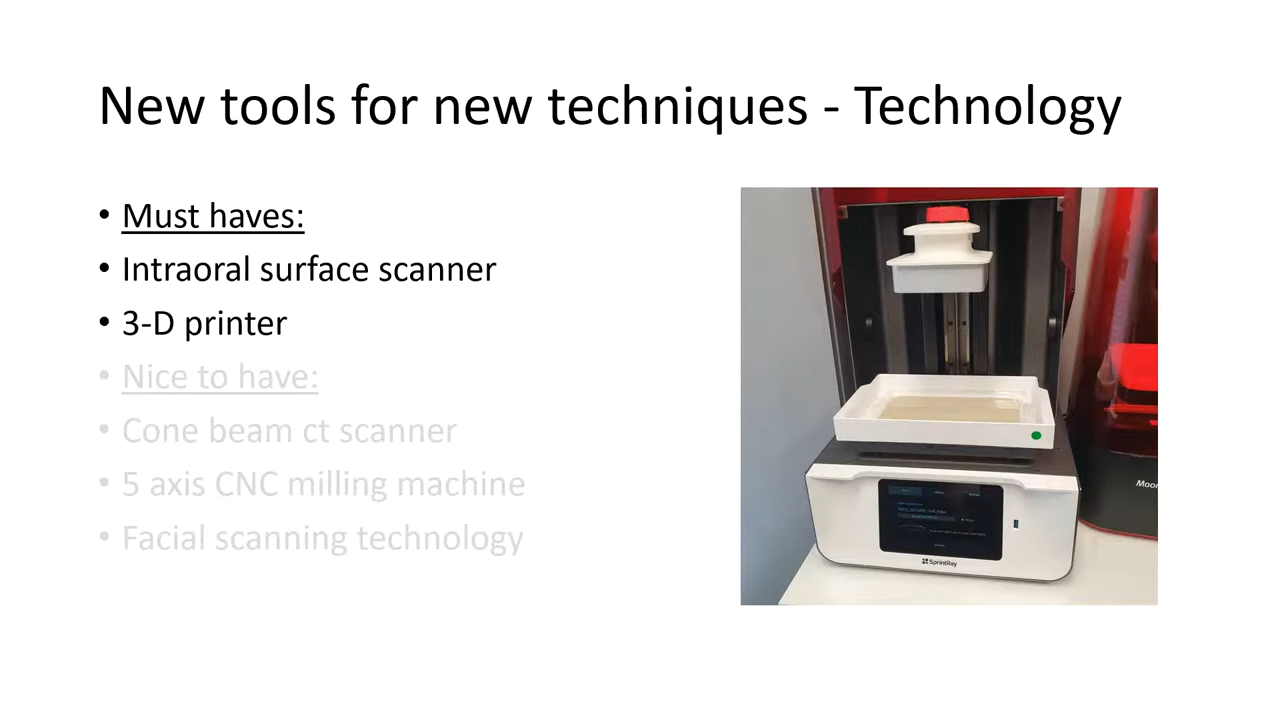 New tools for new techniques - Technology
• Must haves:
• Intraoral surface scanner
• 3-D printer
• Nice to have:
• Cone beam ct scanner
• 5 axis CNC milling machine
• Facial scanning technology
SprintRay